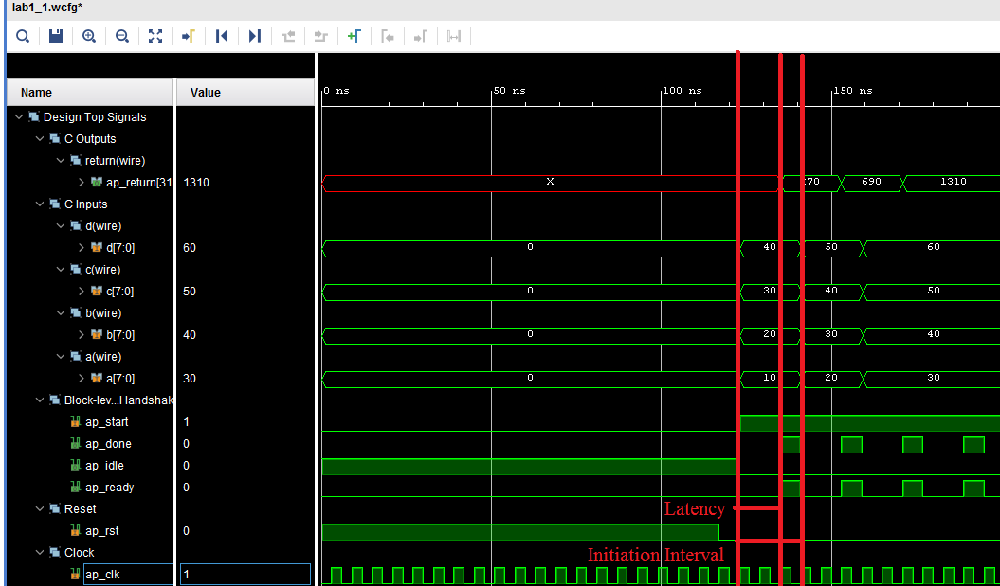 lab1_1.wcfg*
Name Value
0 ns 50 ns 100 ns 150 ns
Design Top Signals
C Outputs
return(wire)
ap_return[31 1310 X 70 690 1310
C Inputs
d(wire)
d[7:0] 60 0 40 50 60
c(wire)
c[7:0] 50 0 30 40 50
b(wire)
b[7:0] 40 0 20 30 40
a(wire)
a[7:0] 30 0 10 20 30
Block-lev...Handshak
ap_start 1
ap_done 0
ap_idle 0
ap_ready 0
Reset
Latency
ap_rst 0
Clock
Initiation Interval
ap_clk 1